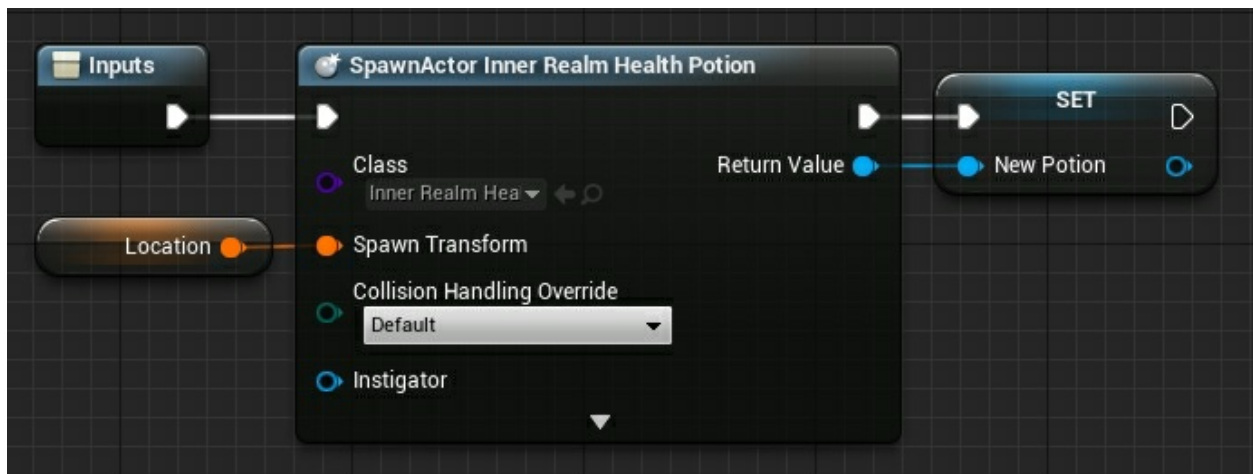 Inputs
SpawnActor Inner Realm Health Potion
SET
Class
Return Value
New Potion
Inner Realm Hea
Location
Spawn Transform
Collision Handling Override
Default
Instigator